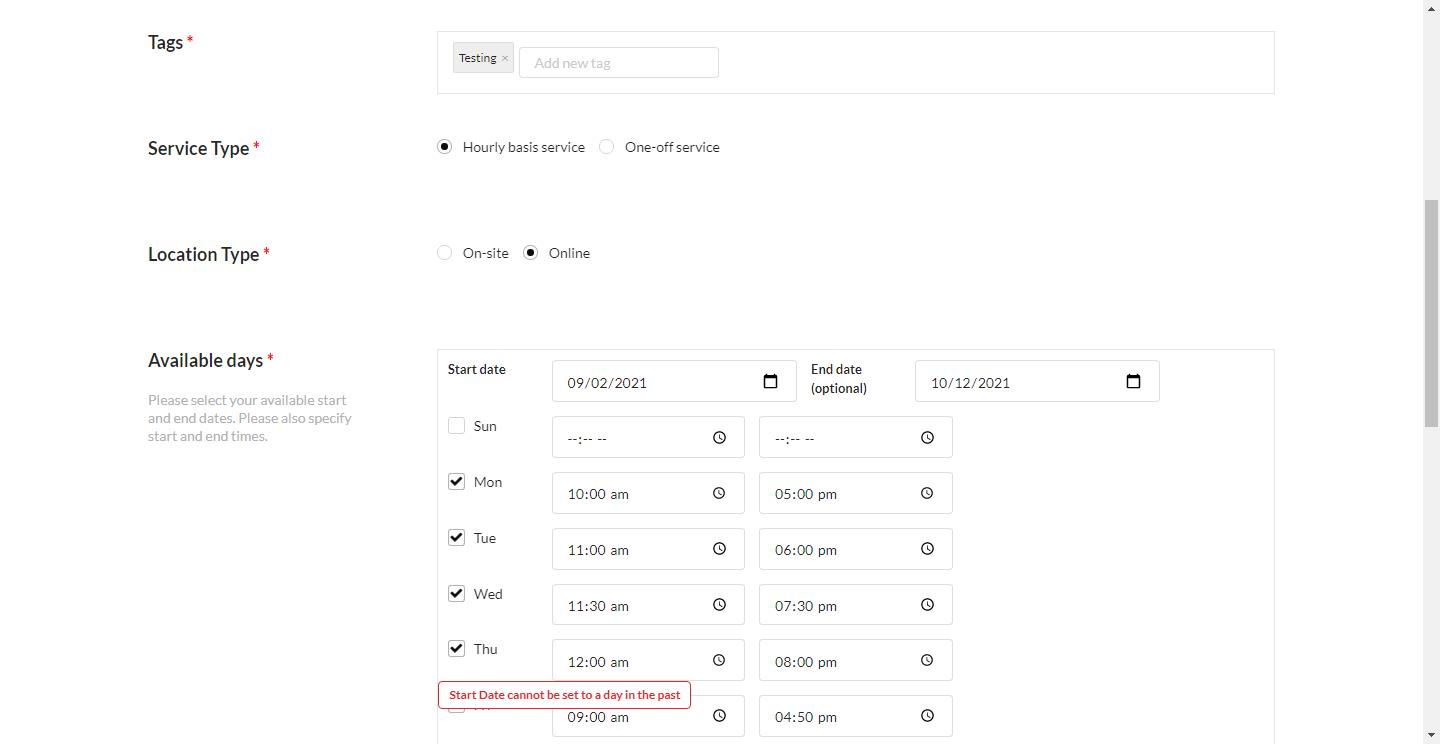 Tags *
Testing ×
Add new tag
Service Type *
Hourly basis service
One-off service
Location Type *
On-site
Online
Available days *
Please select your available start
and end dates. Please also specify
start and end times.
Start date
09/02/2021
End date
(optional)
10/12/2021
Sun
--:-- --
--:-- --
Mon
10:00 am
05:00 pm
Tue
11:00 am
06:00 pm
Wed
11:30 am
07:30 pm
Thu
12:00 am
08:00 pm
Start Date cannot be set to a day in the past
09:00 am
04:50 pm